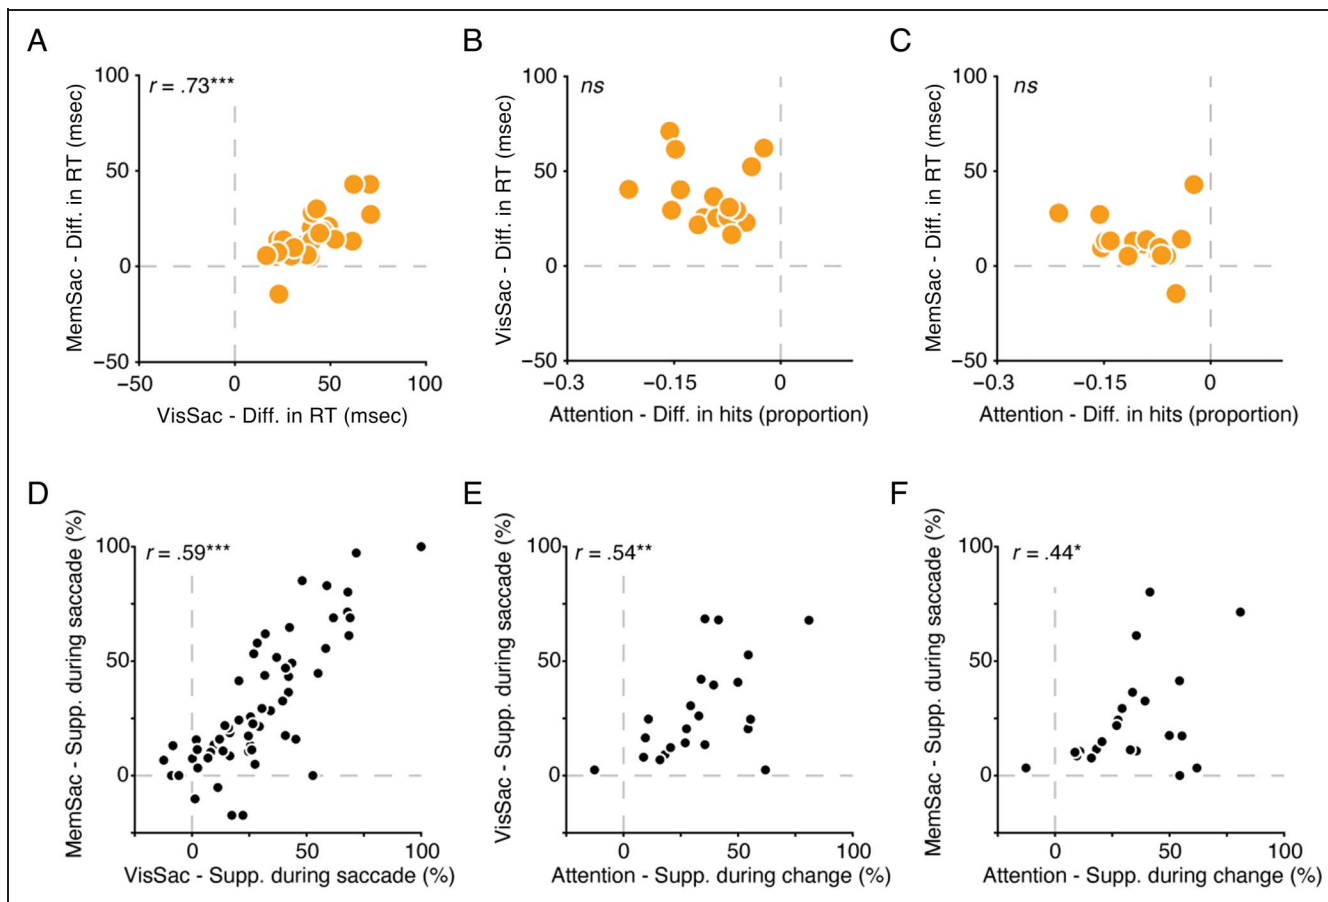 A
B
C
MemSac - Diff. in RT (msec)
100
50
0
−50
r = .73***
−50
0
50
100
VisSac - Diff. in RT (msec)
VisSac - Diff. in RT (msec)
100
50
0
−50
ns
−0.3
−0.15
0
Attention - Diff. in hits (proportion)
MemSac - Diff. in RT (msec)
100
50
0
−50
ns
−0.3
−0.15
0
Attention - Diff. in hits (proportion)
D
E
F
MemSac - Supp. during saccade (%)
100
50
0
r = .59***
0
50
100
VisSac - Supp. during saccade (%)
VisSac - Supp. during saccade (%)
100
50
0
r = .54**
0
50
100
Attention - Supp. during change (%)
MemSac - Supp. during saccade (%)
100
50
0
r = .44*
0
50
100
Attention - Supp. during change (%)